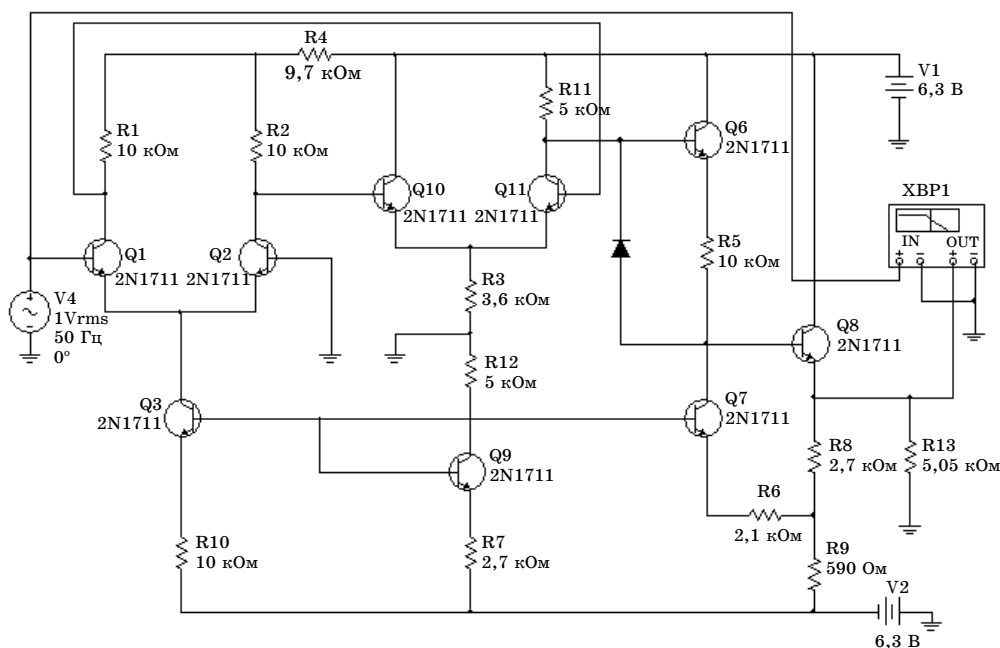 R4
9,7 кОм
R1
10 кОм
R2
10 кОм
R11
5 кОм
V1
6,3 В
Q6
2N1711
Q10
2N1711
Q11
2N1711
XBP1
IN
OUT
+ − + −
Q1
2N1711
Q2
2N1711
R5
10 кОм
R3
3,6 кОм
V4
1Vrms
50 Гц
0°
+
Q8
2N1711
R12
5 кОм
Q3
2N1711
Q7
2N1711
Q9
2N1711
R8
2,7 кОм
R13
5,05 кОм
R6
2,1 кОм
R10
10 кОм
R7
2,7 кОм
R9
590 Ом
V2
6,3 В